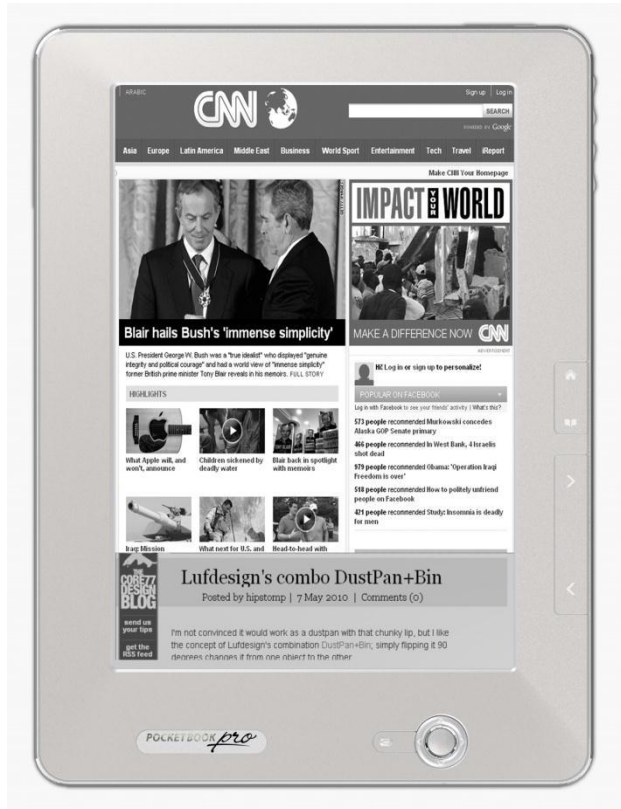 ARABIC
Sign up | Log in
CNN
SEARCH
POWERED BY Google
Asia Europe Latin America Middle East Business World Sport Entertainment Tech Travel iReport
Make CNN Your Homepage
Blair hails Bush's 'immense simplicity'
U.S. President George W. Bush was a "true idealist" who displayed "genuine
integrity and political courage" and had a world view of "immense simplicity"
former British prime minister Tony Blair reveals in his memoirs. FULL STORY
HIGHLIGHTS
What Apple will, and
won't, announce
Children sickened by
deadly water
Blair back in spotlight
with memoirs
Iraq: Mission
What next for U.S. and
Head-to-head with
IMPACT YOUR WORLD
MAKE A DIFFERENCE NOW CNN
ADVERTISEMENT
Hi! Log in or sign up to personalize!
POPULAR ON FACEBOOK
Log in with Facebook to see your friends' activity | What's this?
573 people recommended Murkowski concedes
Alaska GOP Senate primary
466 people recommended In West Bank, 4 Israelis
shot dead
979 people recommended Obama: 'Operation Iraqi
Freedom is over'
518 people recommended How to politely unfriend
people on Facebook
421 people recommended Study: Insomnia is deadly
for men
THE
CORE77
DESIGN
BLOG
send us
your tips
get the
RSS feed
Lufdesign's combo DustPan+Bin
Posted by hipstomp | 7 May 2010 | Comments (0)
I'm not convinced it would work as a dustpan with that chunky lip, but I like
the concept of Lufdesign's combination DustPan+Bin; simply flipping it 90
degrees changes it from one object to the other
POCKETBOOK pro